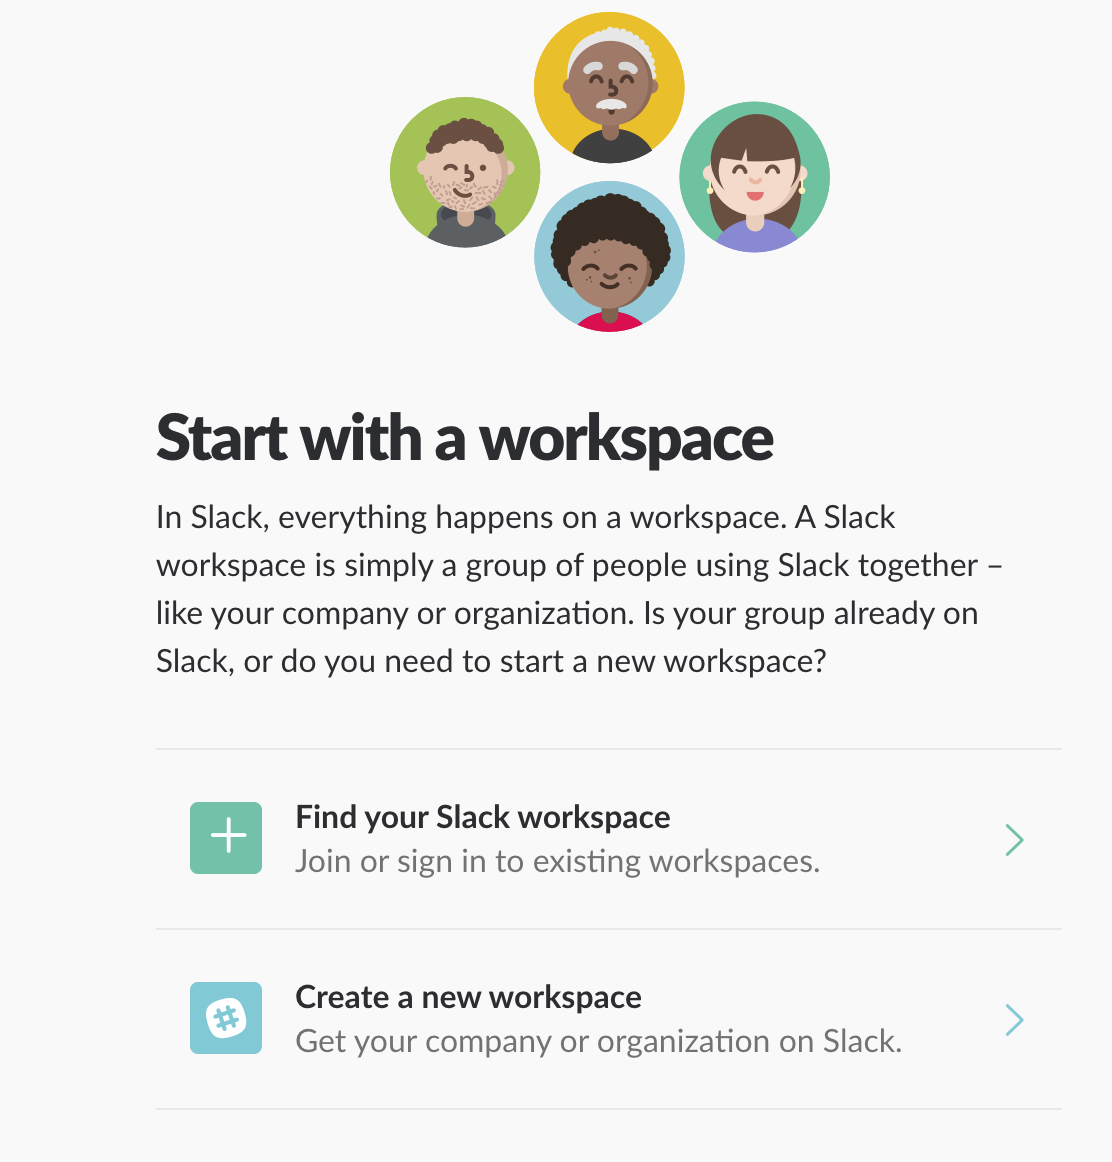 Start with a workspace
In Slack, everything happens on a workspace. A Slack
workspace is simply a group of people using Slack together –
like your company or organization. Is your group already on
Slack, or do you need to start a new workspace?
Find your Slack workspace
Join or sign in to existing workspaces.
Create a new workspace
Get your company or organization on Slack.